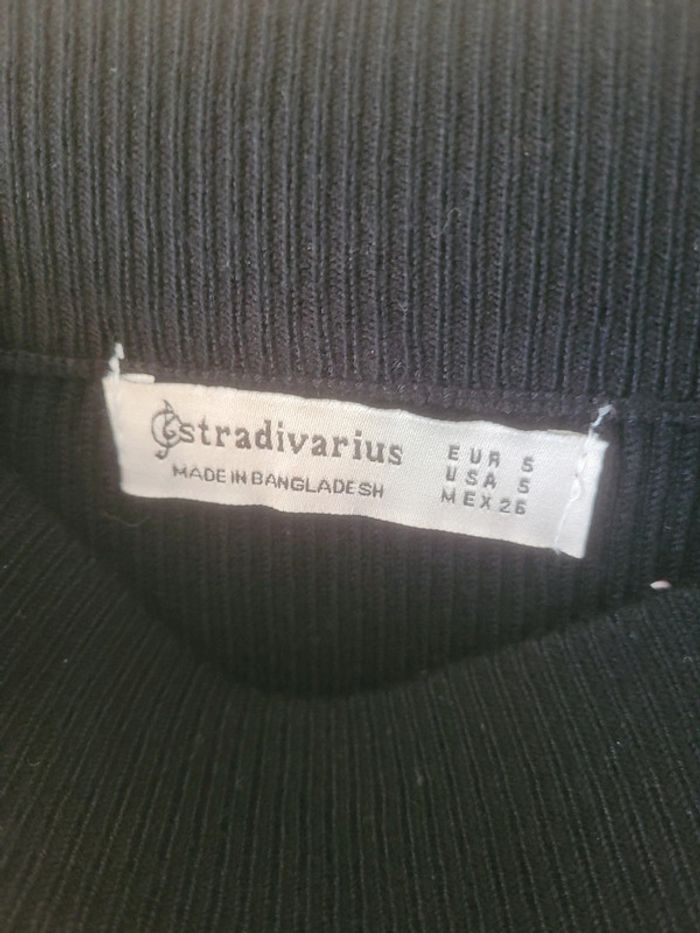 stradivarius
MADE IN BANGLADESH
EUR S
USA S
MEX 26